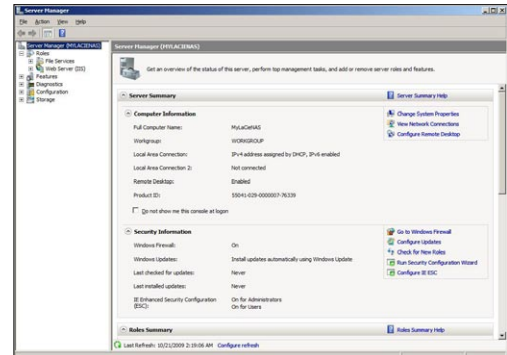 Server Manager
File Action View Help
Server Manager (MYLACIENAS)
Roles
File Services
Web Server (IIS)
Features
Diagnostics
Configuration
Storage
Server Manager (MYLACIENAS)
Get an overview of the status of this server, perform top management tasks, and add or remove server roles and features.
Server Summary
Server Summary Help
Computer Information
Full Computer Name: MyLaCieNAS
Workgroup: WORKGROUP
Local Area Connection: IPv4 address assigned by DHCP, IPv6 enabled
Local Area Connection 2: Not connected
Remote Desktop: Enabled
Product ID: 55041-029-0000007-76339
Do not show me this console at logon
Change System Properties
View Network Connections
Configure Remote Desktop
Security Information
Windows Firewall: On
Windows Updates: Install updates automatically using Windows Update
Last checked for updates: Never
Last installed updates: Never
IE Enhanced Security Configuration (ESC): On for Administrators
On for Users
Go to Windows Firewall
Configure Updates
Check for New Roles
Run Security Configuration Wizard
Configure IE ESC
Roles Summary
Roles Summary Help
Last Refresh: 10/21/2009 2:19:06 AM Configure refresh